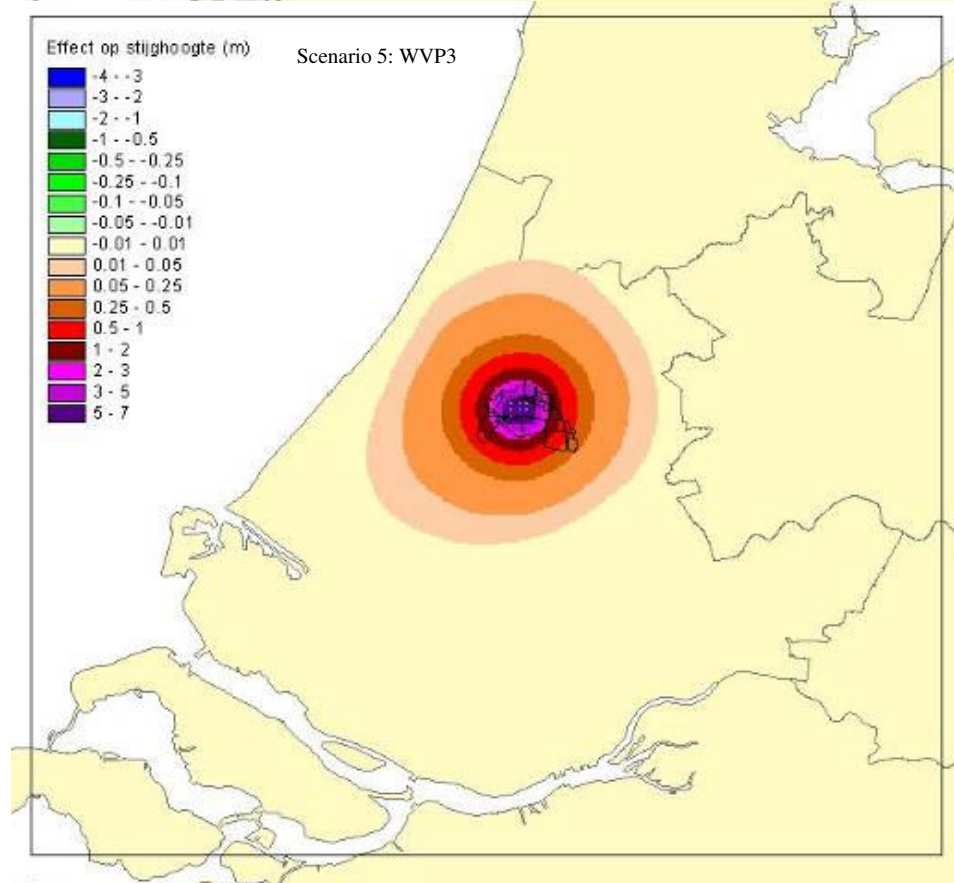 Effect op stijghoogte (m)
Scenario 5: WVP3
-4 - -3
-3 - -2
-2 - -1
-1 - -0.5
-0.5 - -0.25
-0.25 - -0.1
-0.1 - -0.05
-0.05 - -0.01
-0.01 - 0.01
0.01 - 0.05
0.05 - 0.25
0.25 - 0.5
0.5 - 1
1 - 2
2 - 3
3 - 5
5 - 7